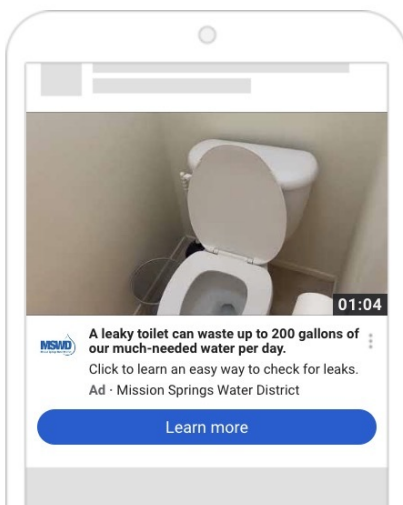 01:04
MSWD
A leaky toilet can waste up to 200 gallons of
our much-needed water per day.
Click to learn an easy way to check for leaks.
Ad · Mission Springs Water District
Learn more